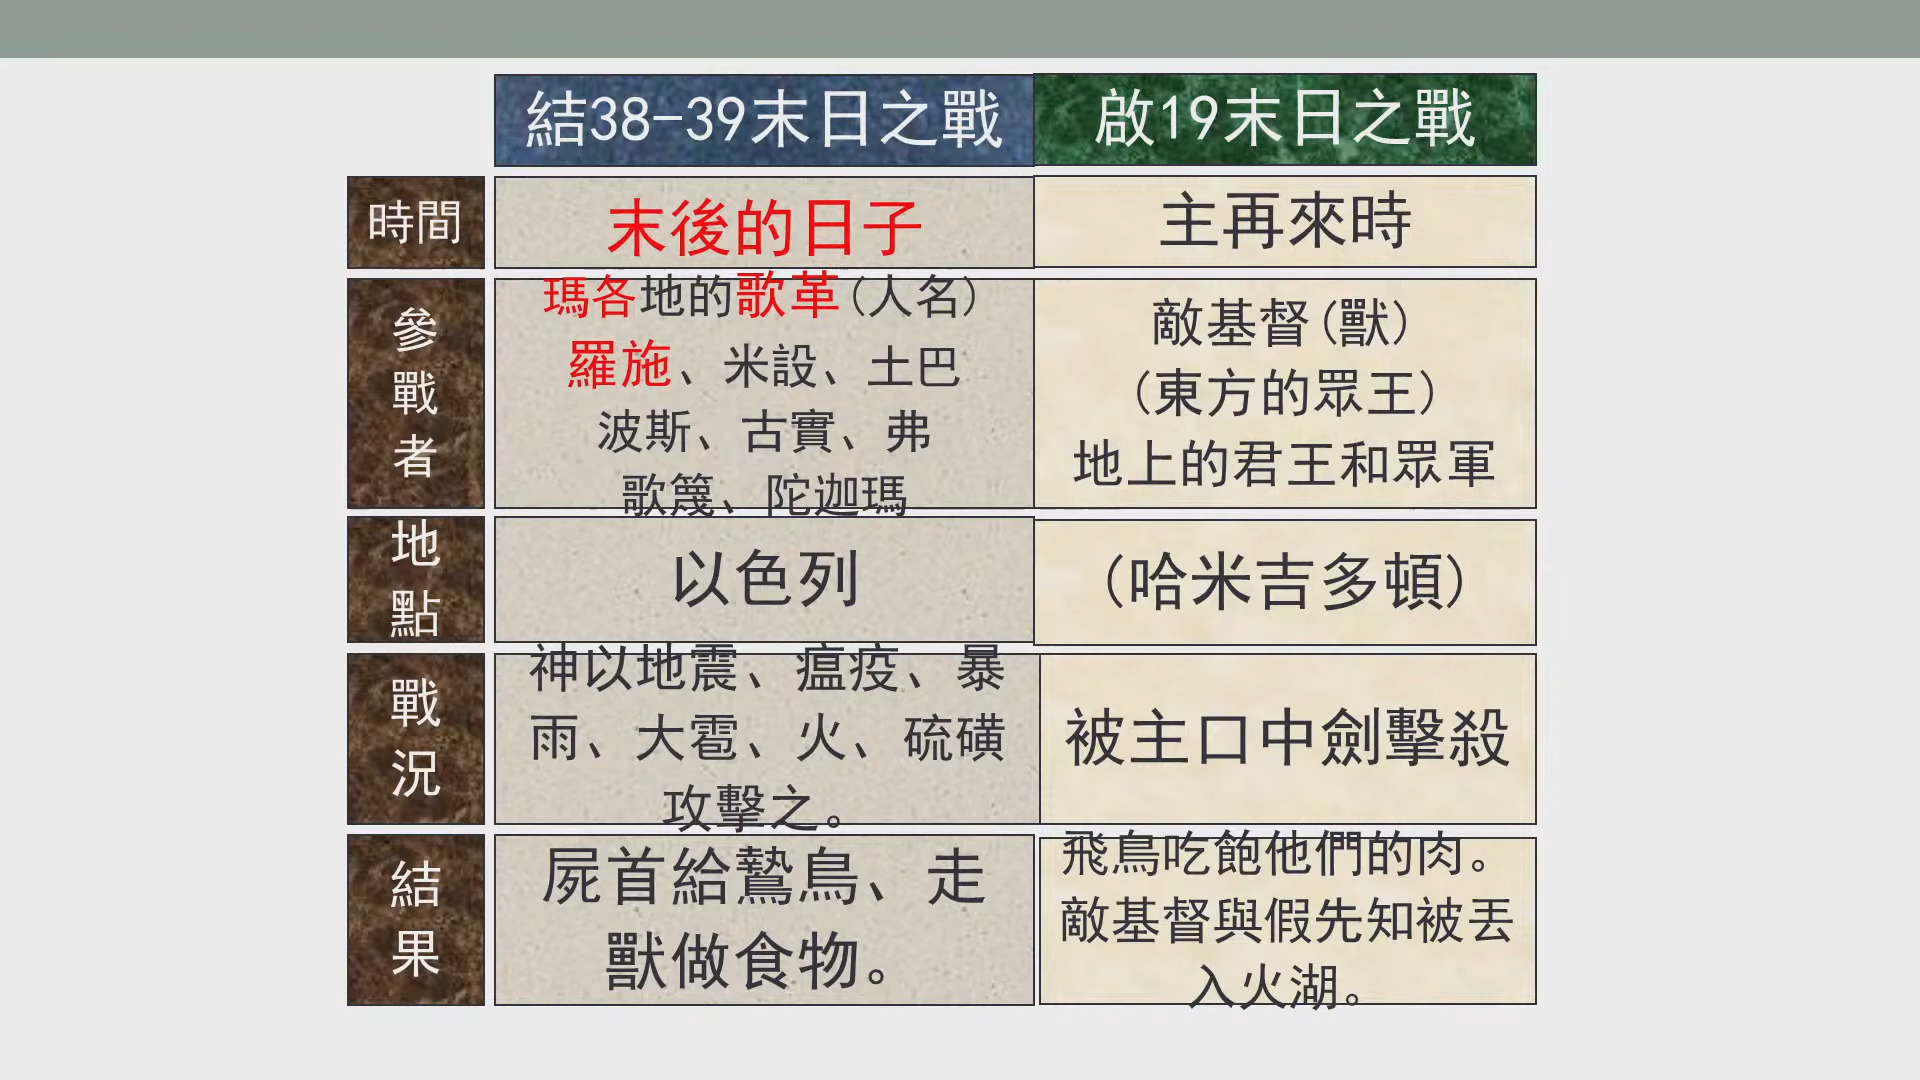 結38-39末日之戰
啟19末日之戰
時間
末後的日子
主再來時
參
戰
者
瑪各地的歌革(人名)
羅施、米設、土巴
波斯、古實、弗
歌篾、陀迦瑪
敵基督(獸)
(東方的眾王)
地上的君王和眾軍
地
點
以色列
(哈米吉多頓)
戰
況
神以地震、瘟疫、暴
雨、大雹、火、硫磺
攻擊之。
被主口中劍擊殺
結
果
屍首給鷙鳥、走
獸做食物。
飛鳥吃飽他們的肉。
敵基督與假先知被丟
入火湖。